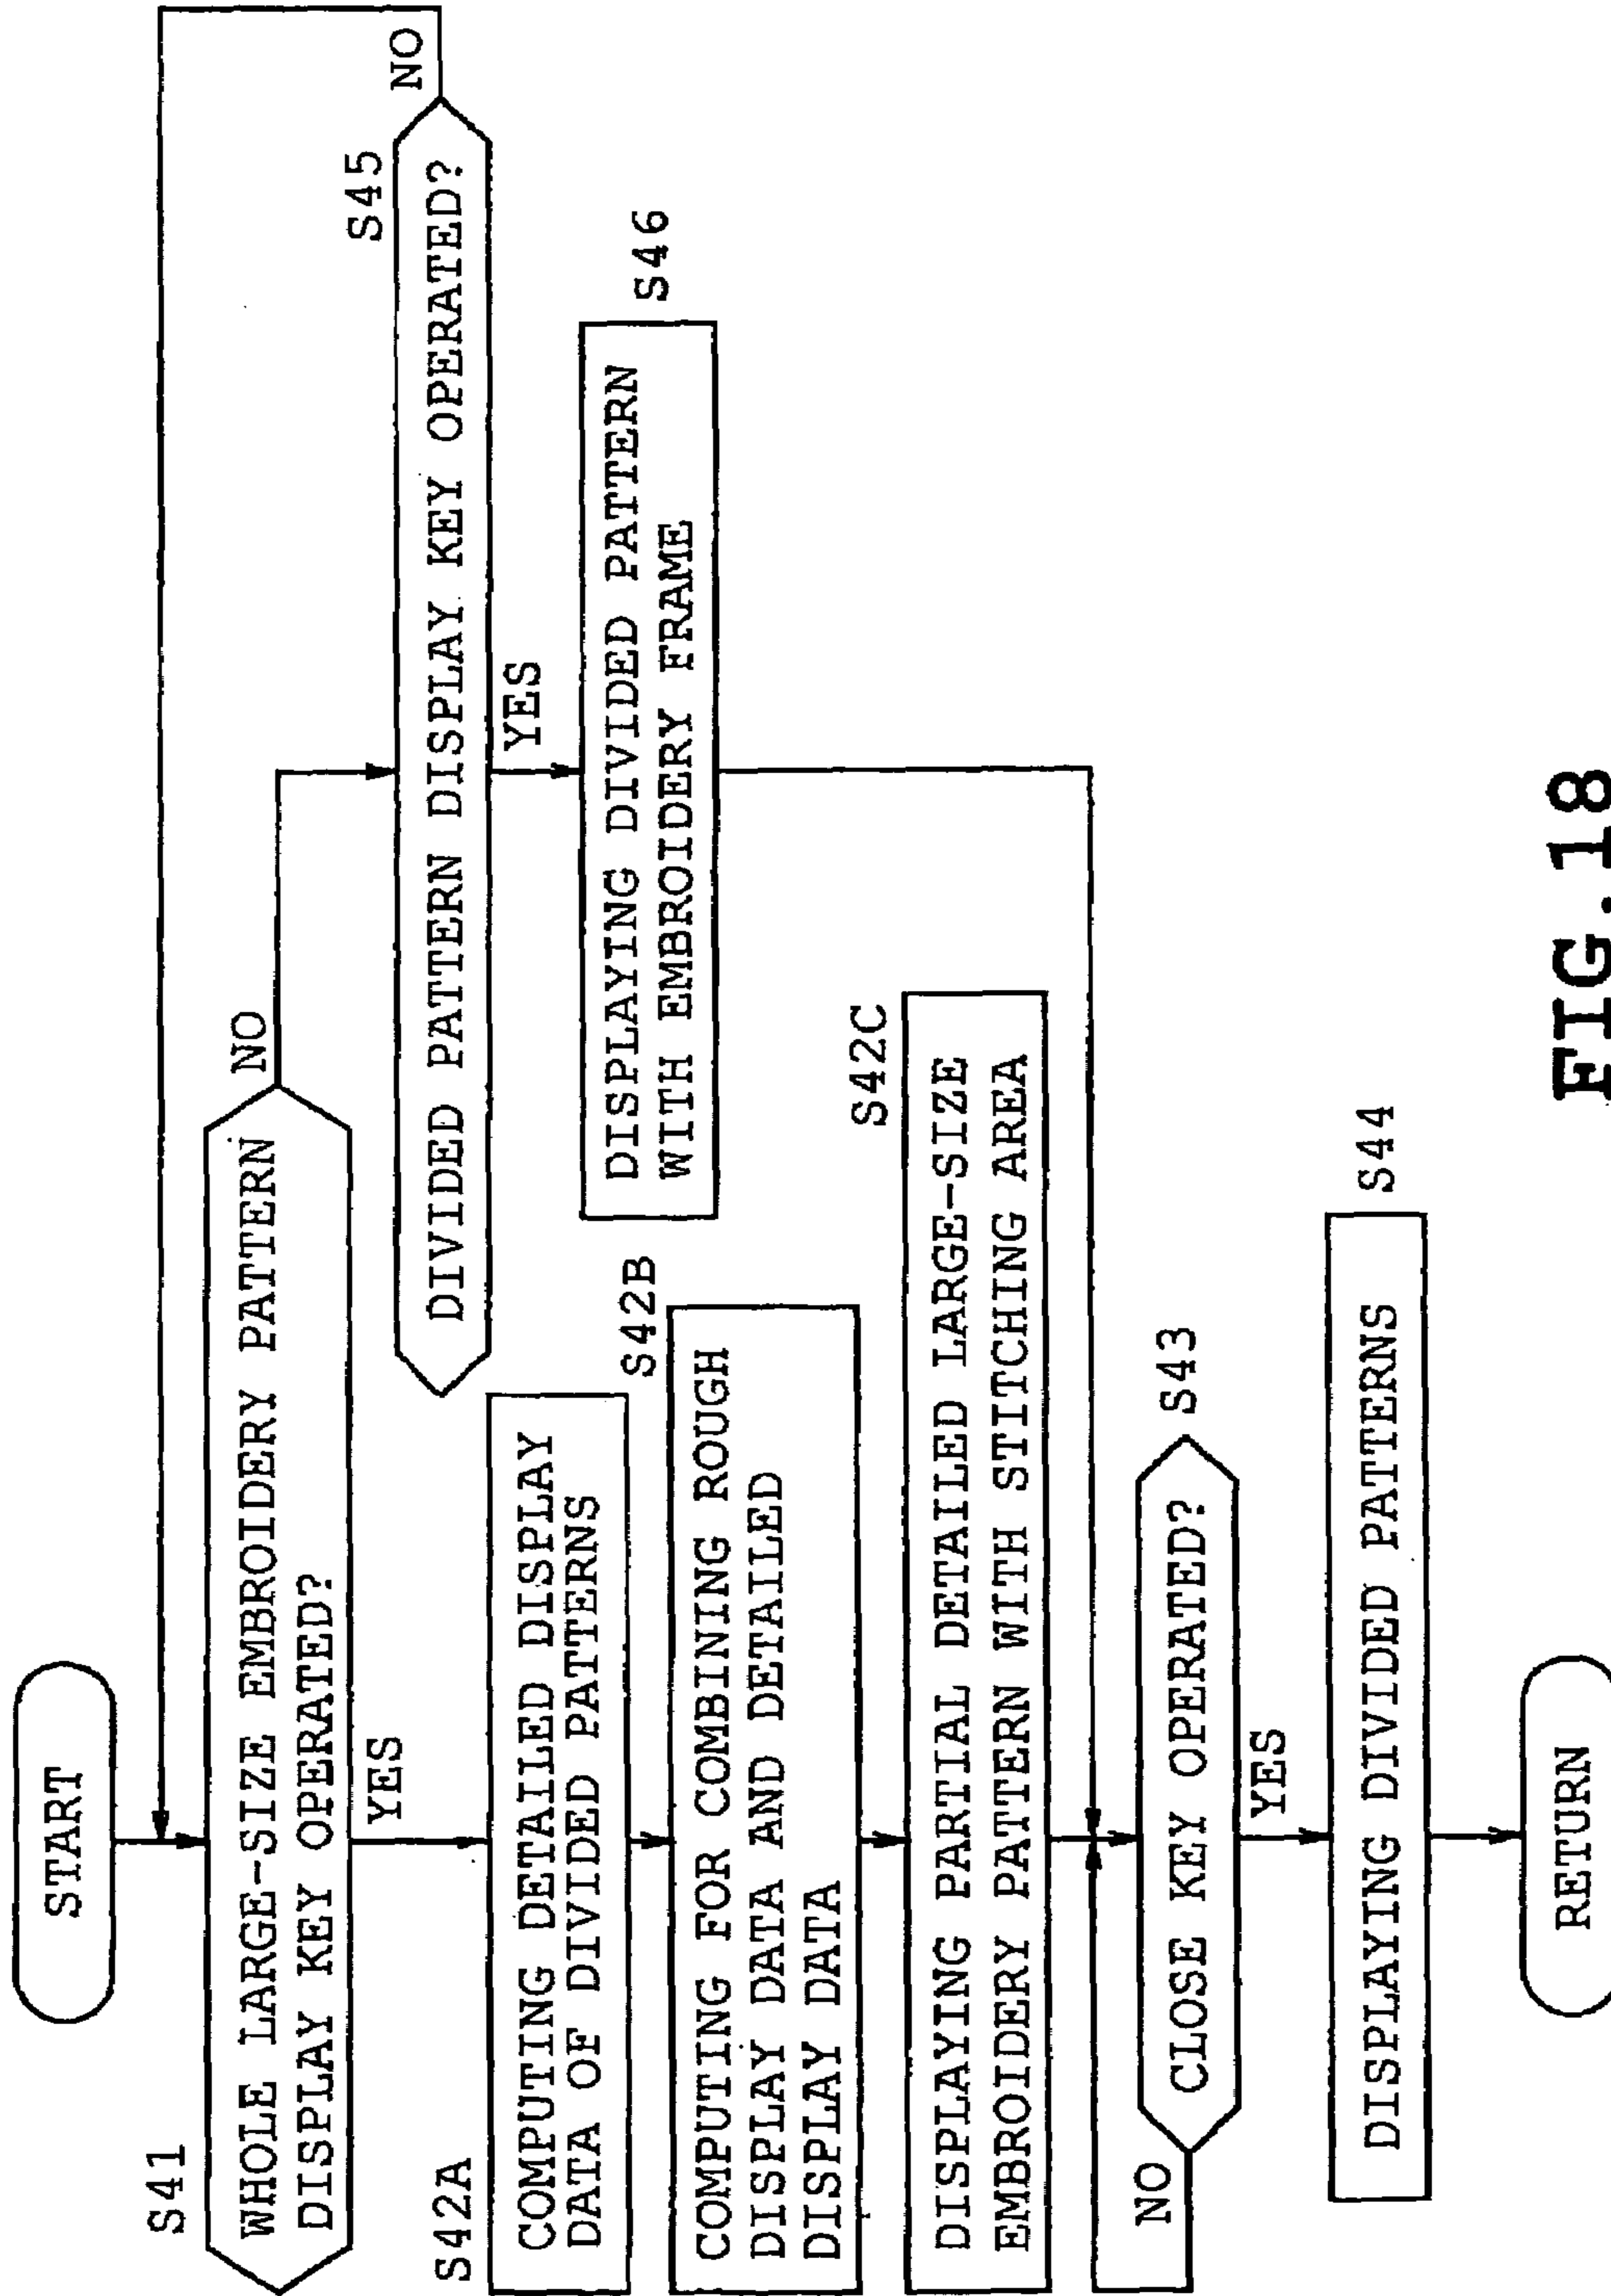 START
S41
WHOLE LARGE-SIZE EMBROIDERY PATTERN
DISPLAY KEY OPERATED?
NO
YES
S45
DIVIDED PATTERN DISPLAY KEY OPERATED?
NO
YES
S42A
COMPUTING DETAILED DISPLAY
DATA OF DIVIDED PATTERNS
S46
DISPLAYING DIVIDED PATTERN
WITH EMBROIDERY FRAME
S42B
COMPUTING FOR COMBINING ROUGH
DISPLAY DATA AND DETAILED
DISPLAY DATA
S42C
DISPLAYING PARTIAL DETAILED LARGE-SIZE
EMBROIDERY PATTERN WITH STITCHING AREA
NO
CLOSE KEY OPERATED?
S43
YES
S44
DISPLAYING DIVIDED PATTERNS
RETURN
FIG.18